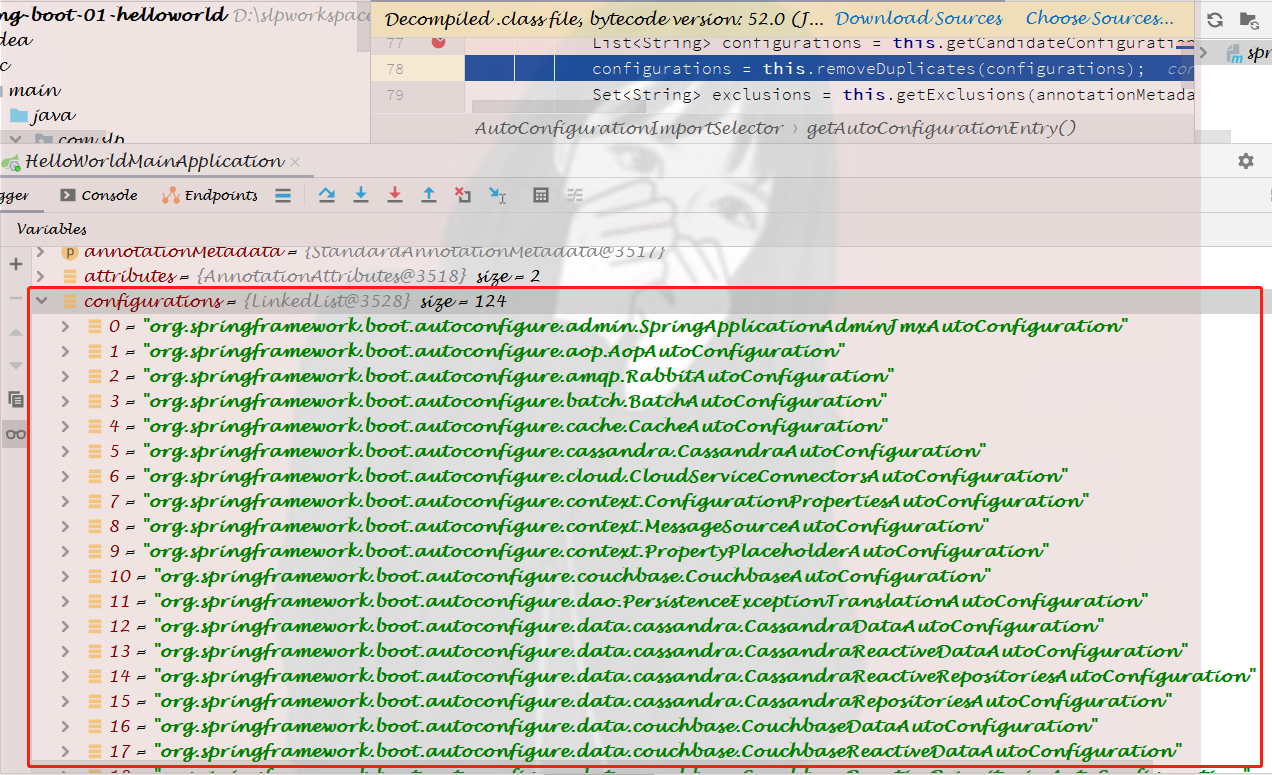 ng-boot-01-helloworld D:\slpworkspace
dea
c
main
java
com.slp
Decompiled .class file, bytecode version: 52.0 (J... Download Sources Choose Sources...
77 List<String> configurations = this.getCandidateConfiguration
78 configurations = this.removeDuplicates(configurations); con
79 Set<String> exclusions = this.getExclusions(annotationMetada
AutoConfigurationImportSelector › getAutoConfigurationEntry()
spr
HelloWorldMainApplication ×
gger Console Endpoints
Variables
annotationMetadata = {StandardAnnotationMetadata@3517}
attributes = {AnnotationAttributes@3518} size = 2
configurations = {LinkedList@3528} size = 124
0 = "org.springframework.boot.autoconfigure.admin.SpringApplicationAdminJmxAutoConfiguration"
1 = "org.springframework.boot.autoconfigure.aop.AopAutoConfiguration"
2 = "org.springframework.boot.autoconfigure.amqp.RabbitAutoConfiguration"
3 = "org.springframework.boot.autoconfigure.batch.BatchAutoConfiguration"
4 = "org.springframework.boot.autoconfigure.cache.CacheAutoConfiguration"
5 = "org.springframework.boot.autoconfigure.cassandra.CassandraAutoConfiguration"
6 = "org.springframework.boot.autoconfigure.cloud.CloudServiceConnectorsAutoConfiguration"
7 = "org.springframework.boot.autoconfigure.context.ConfigurationPropertiesAutoConfiguration"
8 = "org.springframework.boot.autoconfigure.context.MessageSourceAutoConfiguration"
9 = "org.springframework.boot.autoconfigure.context.PropertyPlaceholderAutoConfiguration"
10 = "org.springframework.boot.autoconfigure.couchbase.CouchbaseAutoConfiguration"
11 = "org.springframework.boot.autoconfigure.dao.PersistenceExceptionTranslationAutoConfiguration"
12 = "org.springframework.boot.autoconfigure.data.cassandra.CassandraDataAutoConfiguration"
13 = "org.springframework.boot.autoconfigure.data.cassandra.CassandraReactiveDataAutoConfiguration"
14 = "org.springframework.boot.autoconfigure.data.cassandra.CassandraReactiveRepositoriesAutoConfiguration"
15 = "org.springframework.boot.autoconfigure.data.cassandra.CassandraRepositoriesAutoConfiguration"
16 = "org.springframework.boot.autoconfigure.data.couchbase.CouchbaseDataAutoConfiguration"
17 = "org.springframework.boot.autoconfigure.data.couchbase.CouchbaseReactiveDataAutoConfiguration"